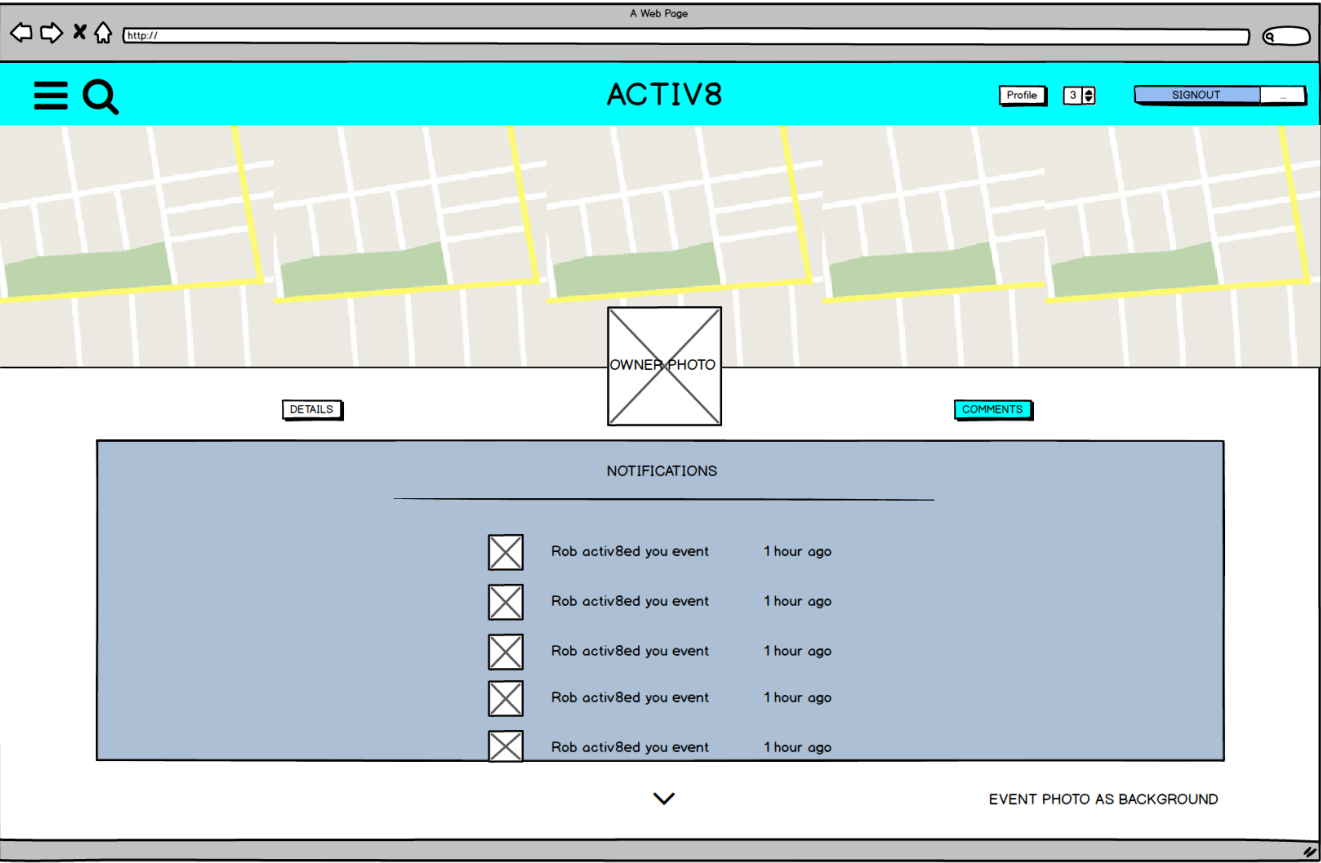 A Web Page
http://
ACTIV8
Profile
3
SIGNOUT
...
OWNER PHOTO
DETAILS
COMMENTS
NOTIFICATIONS
Rob activ8ed you event 1 hour ago
Rob activ8ed you event 1 hour ago
Rob activ8ed you event 1 hour ago
Rob activ8ed you event 1 hour ago
Rob activ8ed you event 1 hour ago
EVENT PHOTO AS BACKGROUND